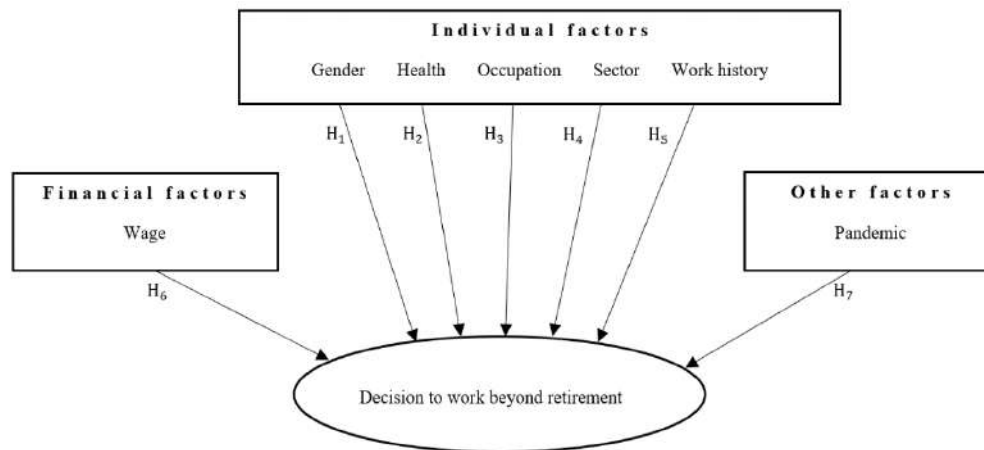 Individual factors
Gender Health Occupation Sector Work history
H₁ H₂ H₃ H₄ H₅
Financial factors
Wage
Other factors
Pandemic
H₆
H₇
Decision to work beyond retirement